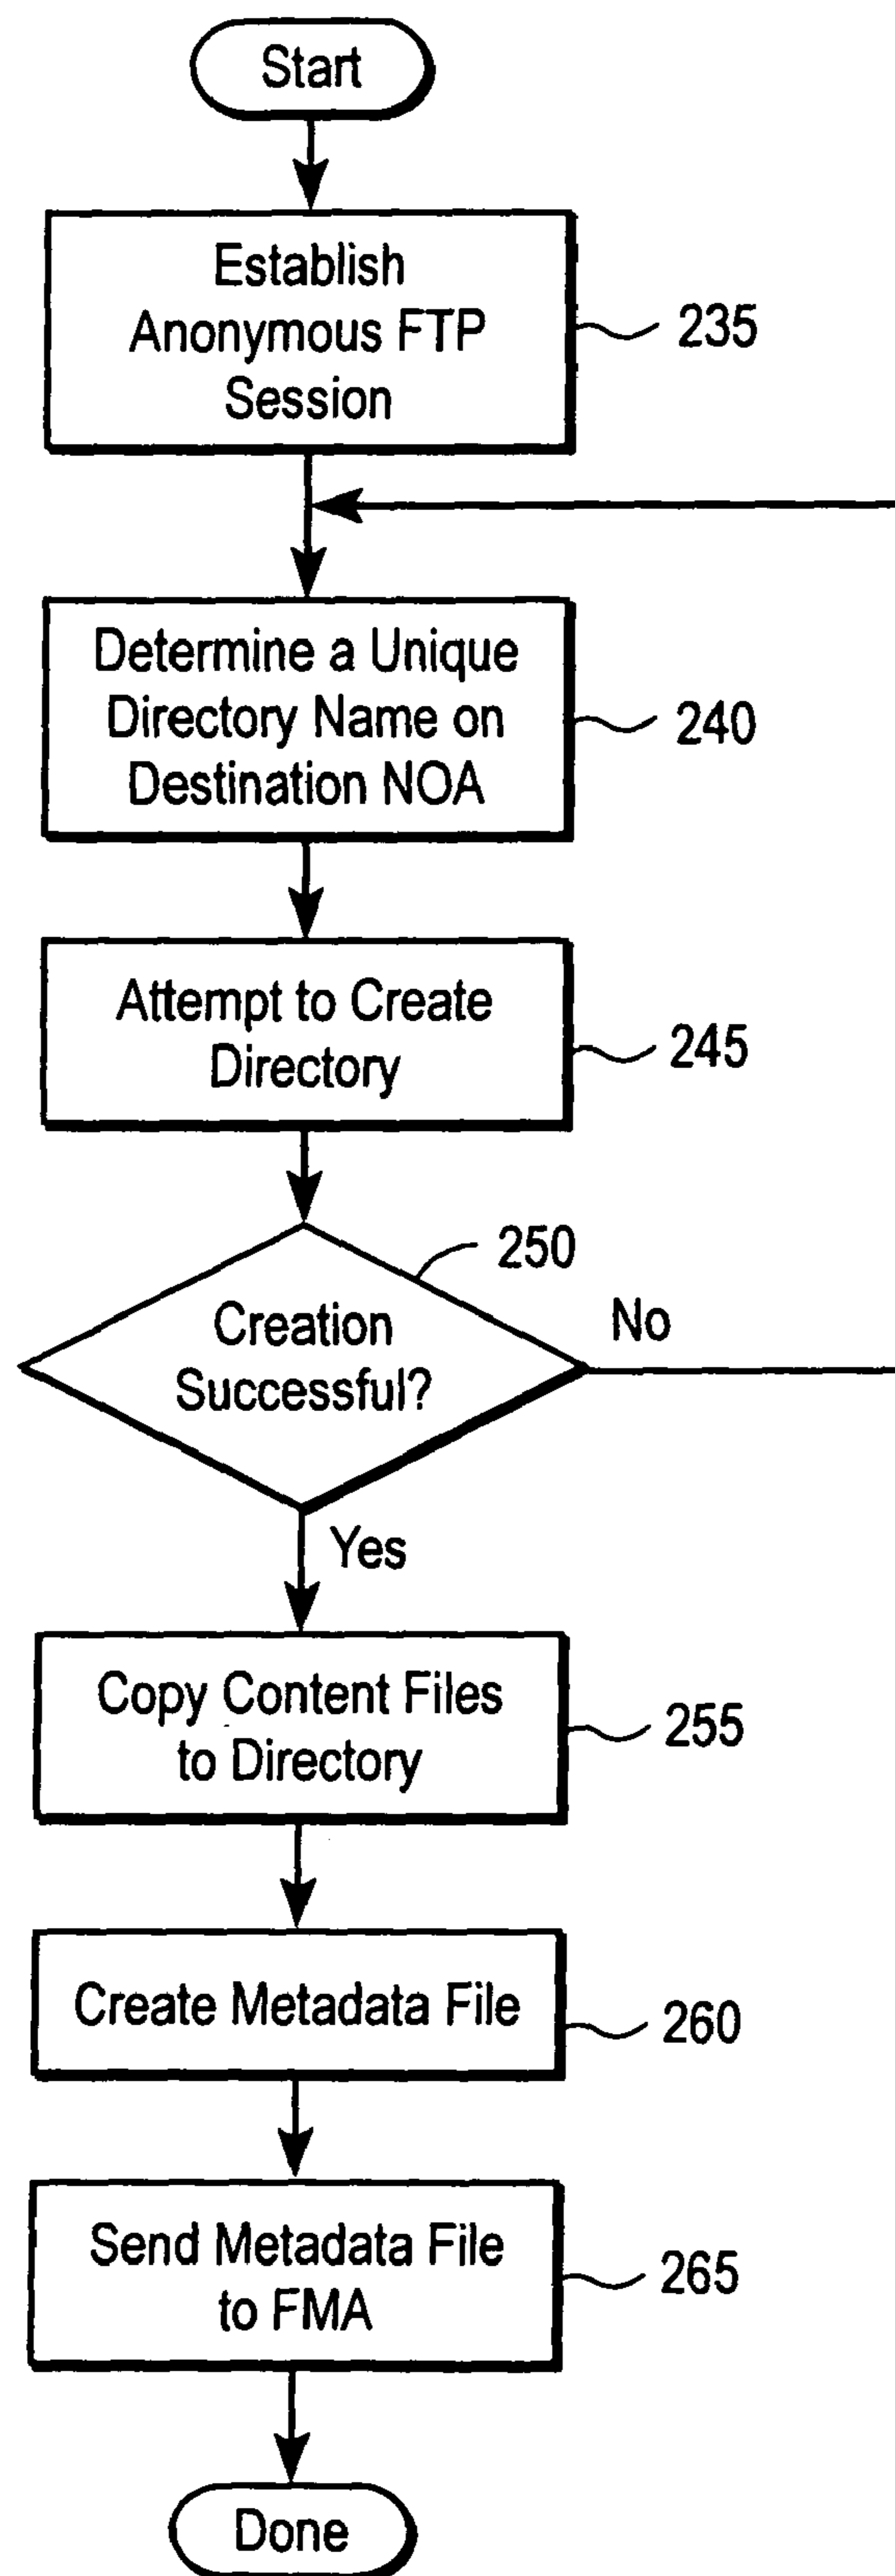 Start
Establish
Anonymous FTP
Session
235
Determine a Unique
Directory Name on
Destination NOA
240
Attempt to Create
Directory
245
250
Creation
Successful?
No
Yes
Copy Content Files
to Directory
255
Create Metadata File
260
Send Metadata File
to FMA
265
Done